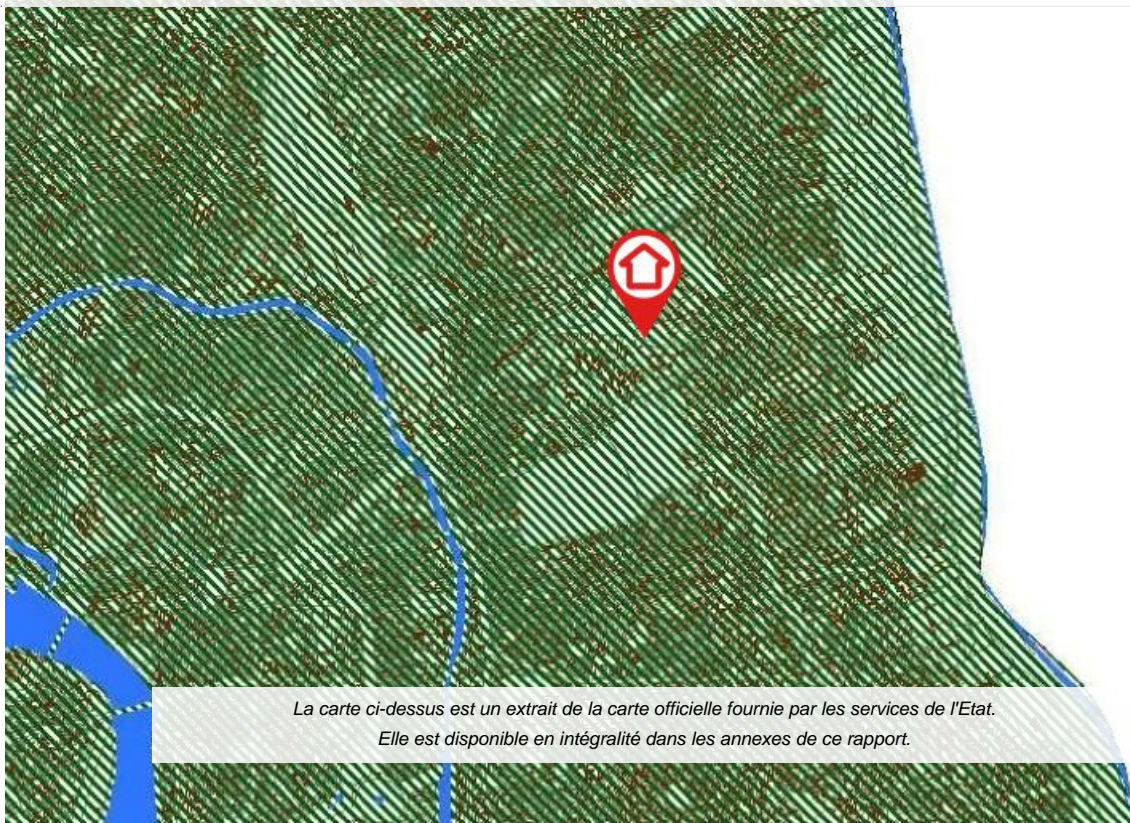 La carte ci-dessus est un extrait de la carte officielle fournie par les services de l'Etat.
Elle est disponible en intégralité dans les annexes de ce rapport.